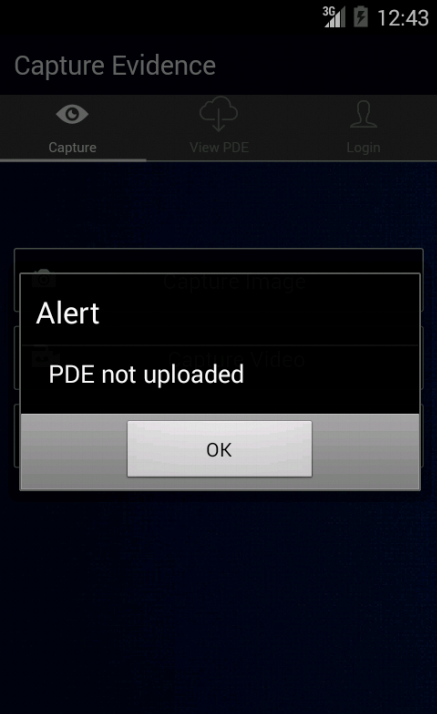 3G 12:43
Capture Evidence
Capture View PDE Login
Capture Image
Alert
Capture Video
PDE not uploaded
OK